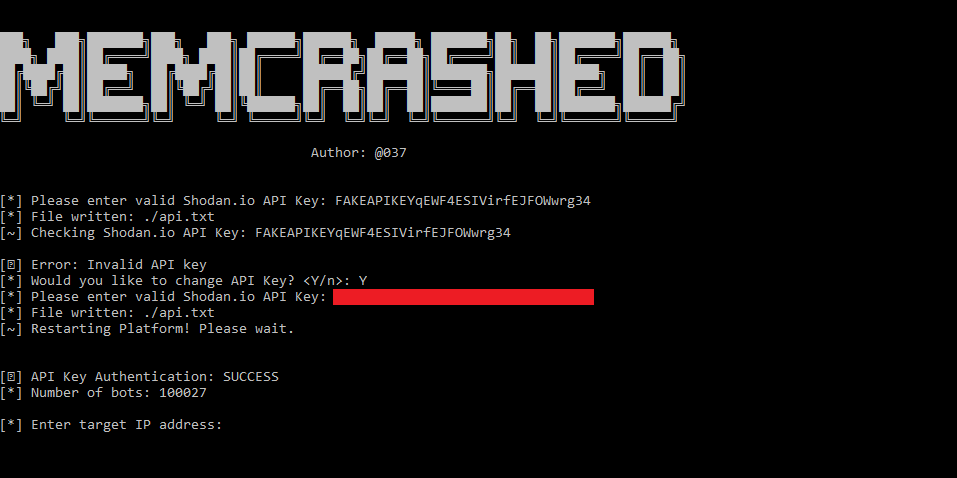 MEMCRASHED
Author: @037
[*] Please enter valid Shodan.io API Key: FAKEAPIKEYqEWF4ESIVirfEJFOWwrg34
[*] File written: ./api.txt
[~] Checking Shodan.io API Key: FAKEAPIKEYqEWF4ESIVirfEJFOWwrg34
[⍰] Error: Invalid API key
[*] Would you like to change API Key? <Y/n>: Y
[*] Please enter valid Shodan.io API Key:
[*] File written: ./api.txt
[~] Restarting Platform! Please wait.
[⍰] API Key Authentication: SUCCESS
[*] Number of bots: 100027
[*] Enter target IP address: